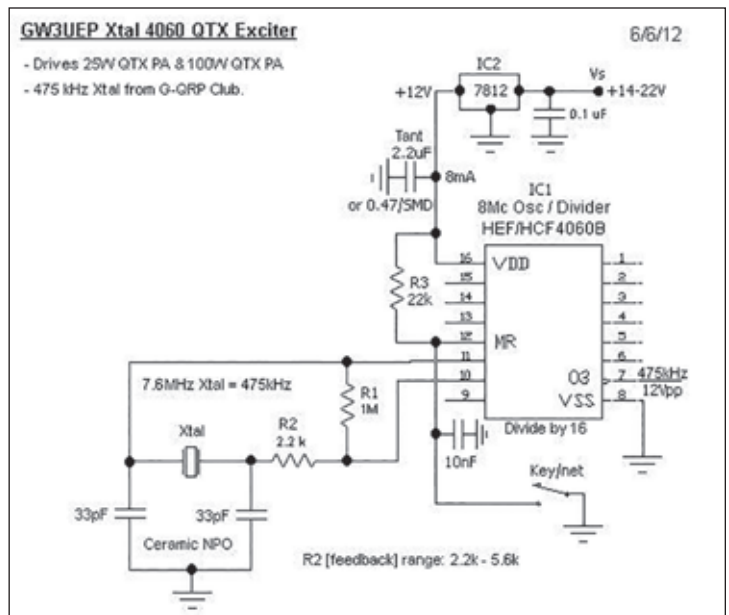 GW3UEP Xtal 4060 QTX Exciter
6/6/12
- Drives 25W QTX PA & 100W QTX PA
- 475 kHz Xtal from G-QRP Club.
IC2
7812
+12V
Vs
+14-22V
0.1 uF
Tant
2.2uF
8mA
or 0.47/SMD
IC1
8Mc Osc / Divider
HEF/HCF4060B
16 VDD 1
15 2
R3
22k
14 3
13 4
12 MR 5
11 6
10 O3 7 475kHz
12Vpp
9 VSS 8
7.6MHz Xtal = 475kHz
R1
1M
Xtal
R2
2.2 k
Divide by 16
10nF
Key/net
33pF
33pF
Ceramic NPO
R2 [feedback] range: 2.2k - 5.6k